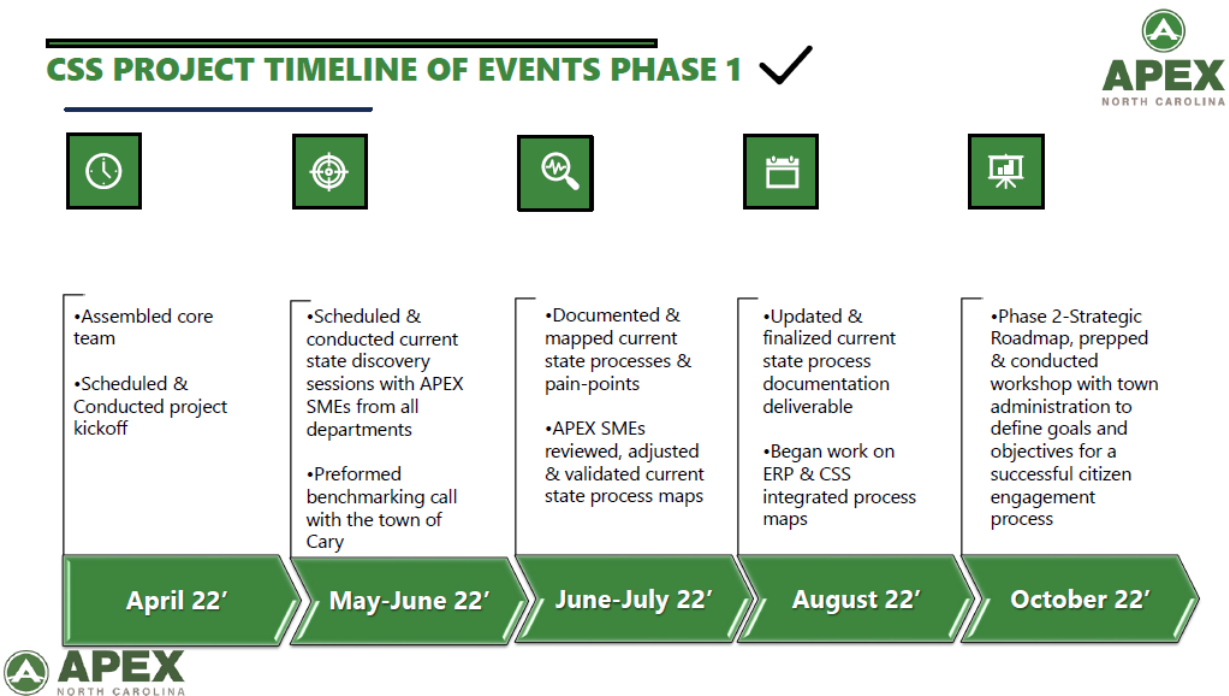 CSS PROJECT TIMELINE OF EVENTS PHASE 1
APEX
NORTH CAROLINA
•Assembled core
team
•Scheduled &
Conducted project
kickoff
•Scheduled &
conducted current
state discovery
sessions with APEX
SMEs from all
departments
•Preformed
benchmarking call
with the town of
Cary
•Documented &
mapped current
state processes &
pain-points
•APEX SMEs
reviewed, adjusted
& validated current
state process maps
•Updated &
finalized current
state process
documentation
deliverable
•Began work on
ERP & CSS
integrated process
maps
•Phase 2-Strategic
Roadmap, prepped
& conducted
workshop with town
administration to
define goals and
objectives for a
successful citizen
engagement
process
April 22’
May-June 22’
June-July 22’
August 22’
October 22’
APEX
NORTH CAROLINA